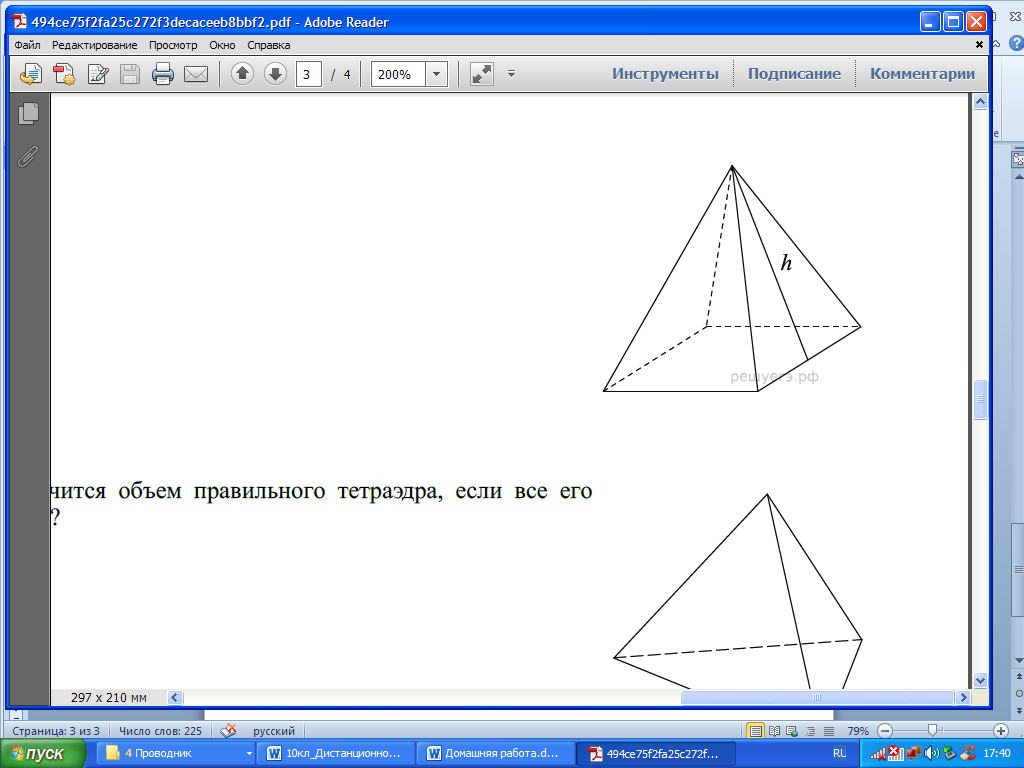 494ce75f2fa25c272f3decaceeb8bbf2.pdf - Adobe Reader
Файл Редактирование Просмотр Окно Справка
3 / 4 200% Инструменты Подписание Комментарии
h
решуегэ.рф
чится объем правильного тетраэдра, если все его
?
297 x 210 мм
Страница: 3 из 3 Число слов: 225 русский 79%
пуск 4 Проводник 10кл_Дистанционно... Домашняя работа.d... 494ce75f2fa25c272f... RU 17:40